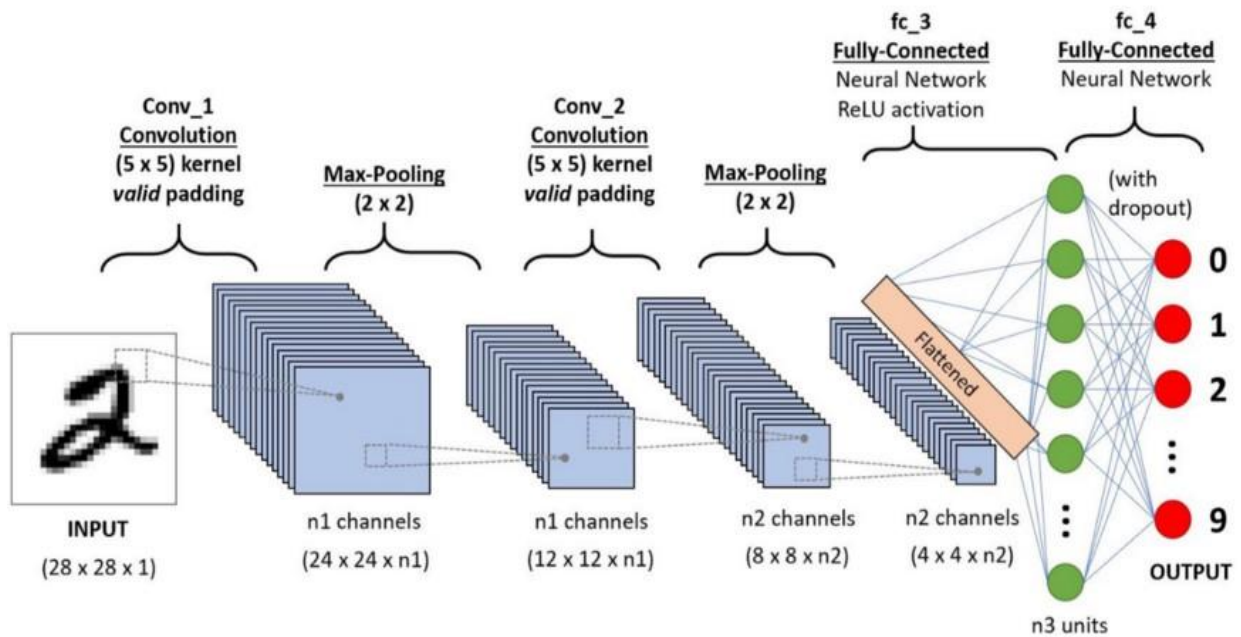 fc_3
Fully-Connected
Neural Network
ReLU activation
fc_4
Fully-Connected
Neural Network
Conv_1
Convolution
(5 x 5) kernel
valid padding
Max-Pooling
(2 x 2)
Conv_2
Convolution
(5 x 5) kernel
valid padding
Max-Pooling
(2 x 2)
(with
dropout)
Flattened
0
1
2
9
INPUT
(28 x 28 x 1)
n1 channels
(24 x 24 x n1)
n1 channels
(12 x 12 x n1)
n2 channels
(8 x 8 x n2)
n2 channels
(4 x 4 x n2)
n3 units
OUTPUT